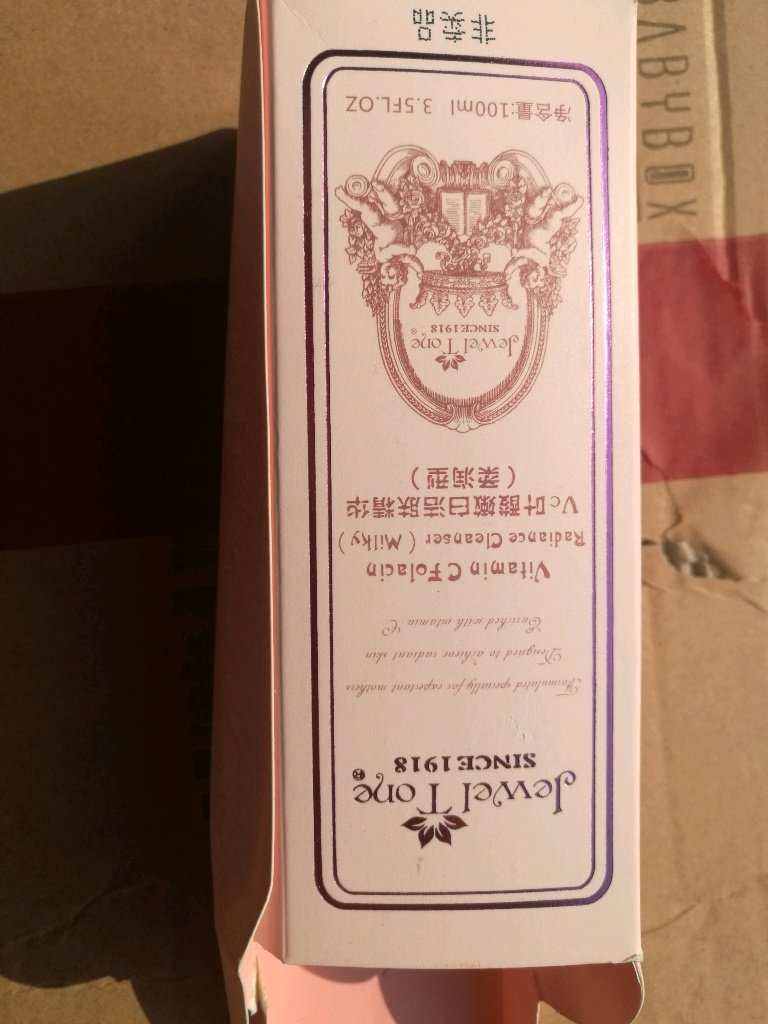 Jewel Tone®
SINCE 1918
Formulated specially for expectant mothers
Designed to achieve radiant skin
Enriched with vitamin C
Vitamin C Folacin
Radiance Cleanser ( Milky )
Vc叶酸嫩白洁肤精华
( 柔润型 )
Jewel Tone®
SINCE 1918
净含量:100ml 3.5FL.OZ
非卖品
BABYBOX